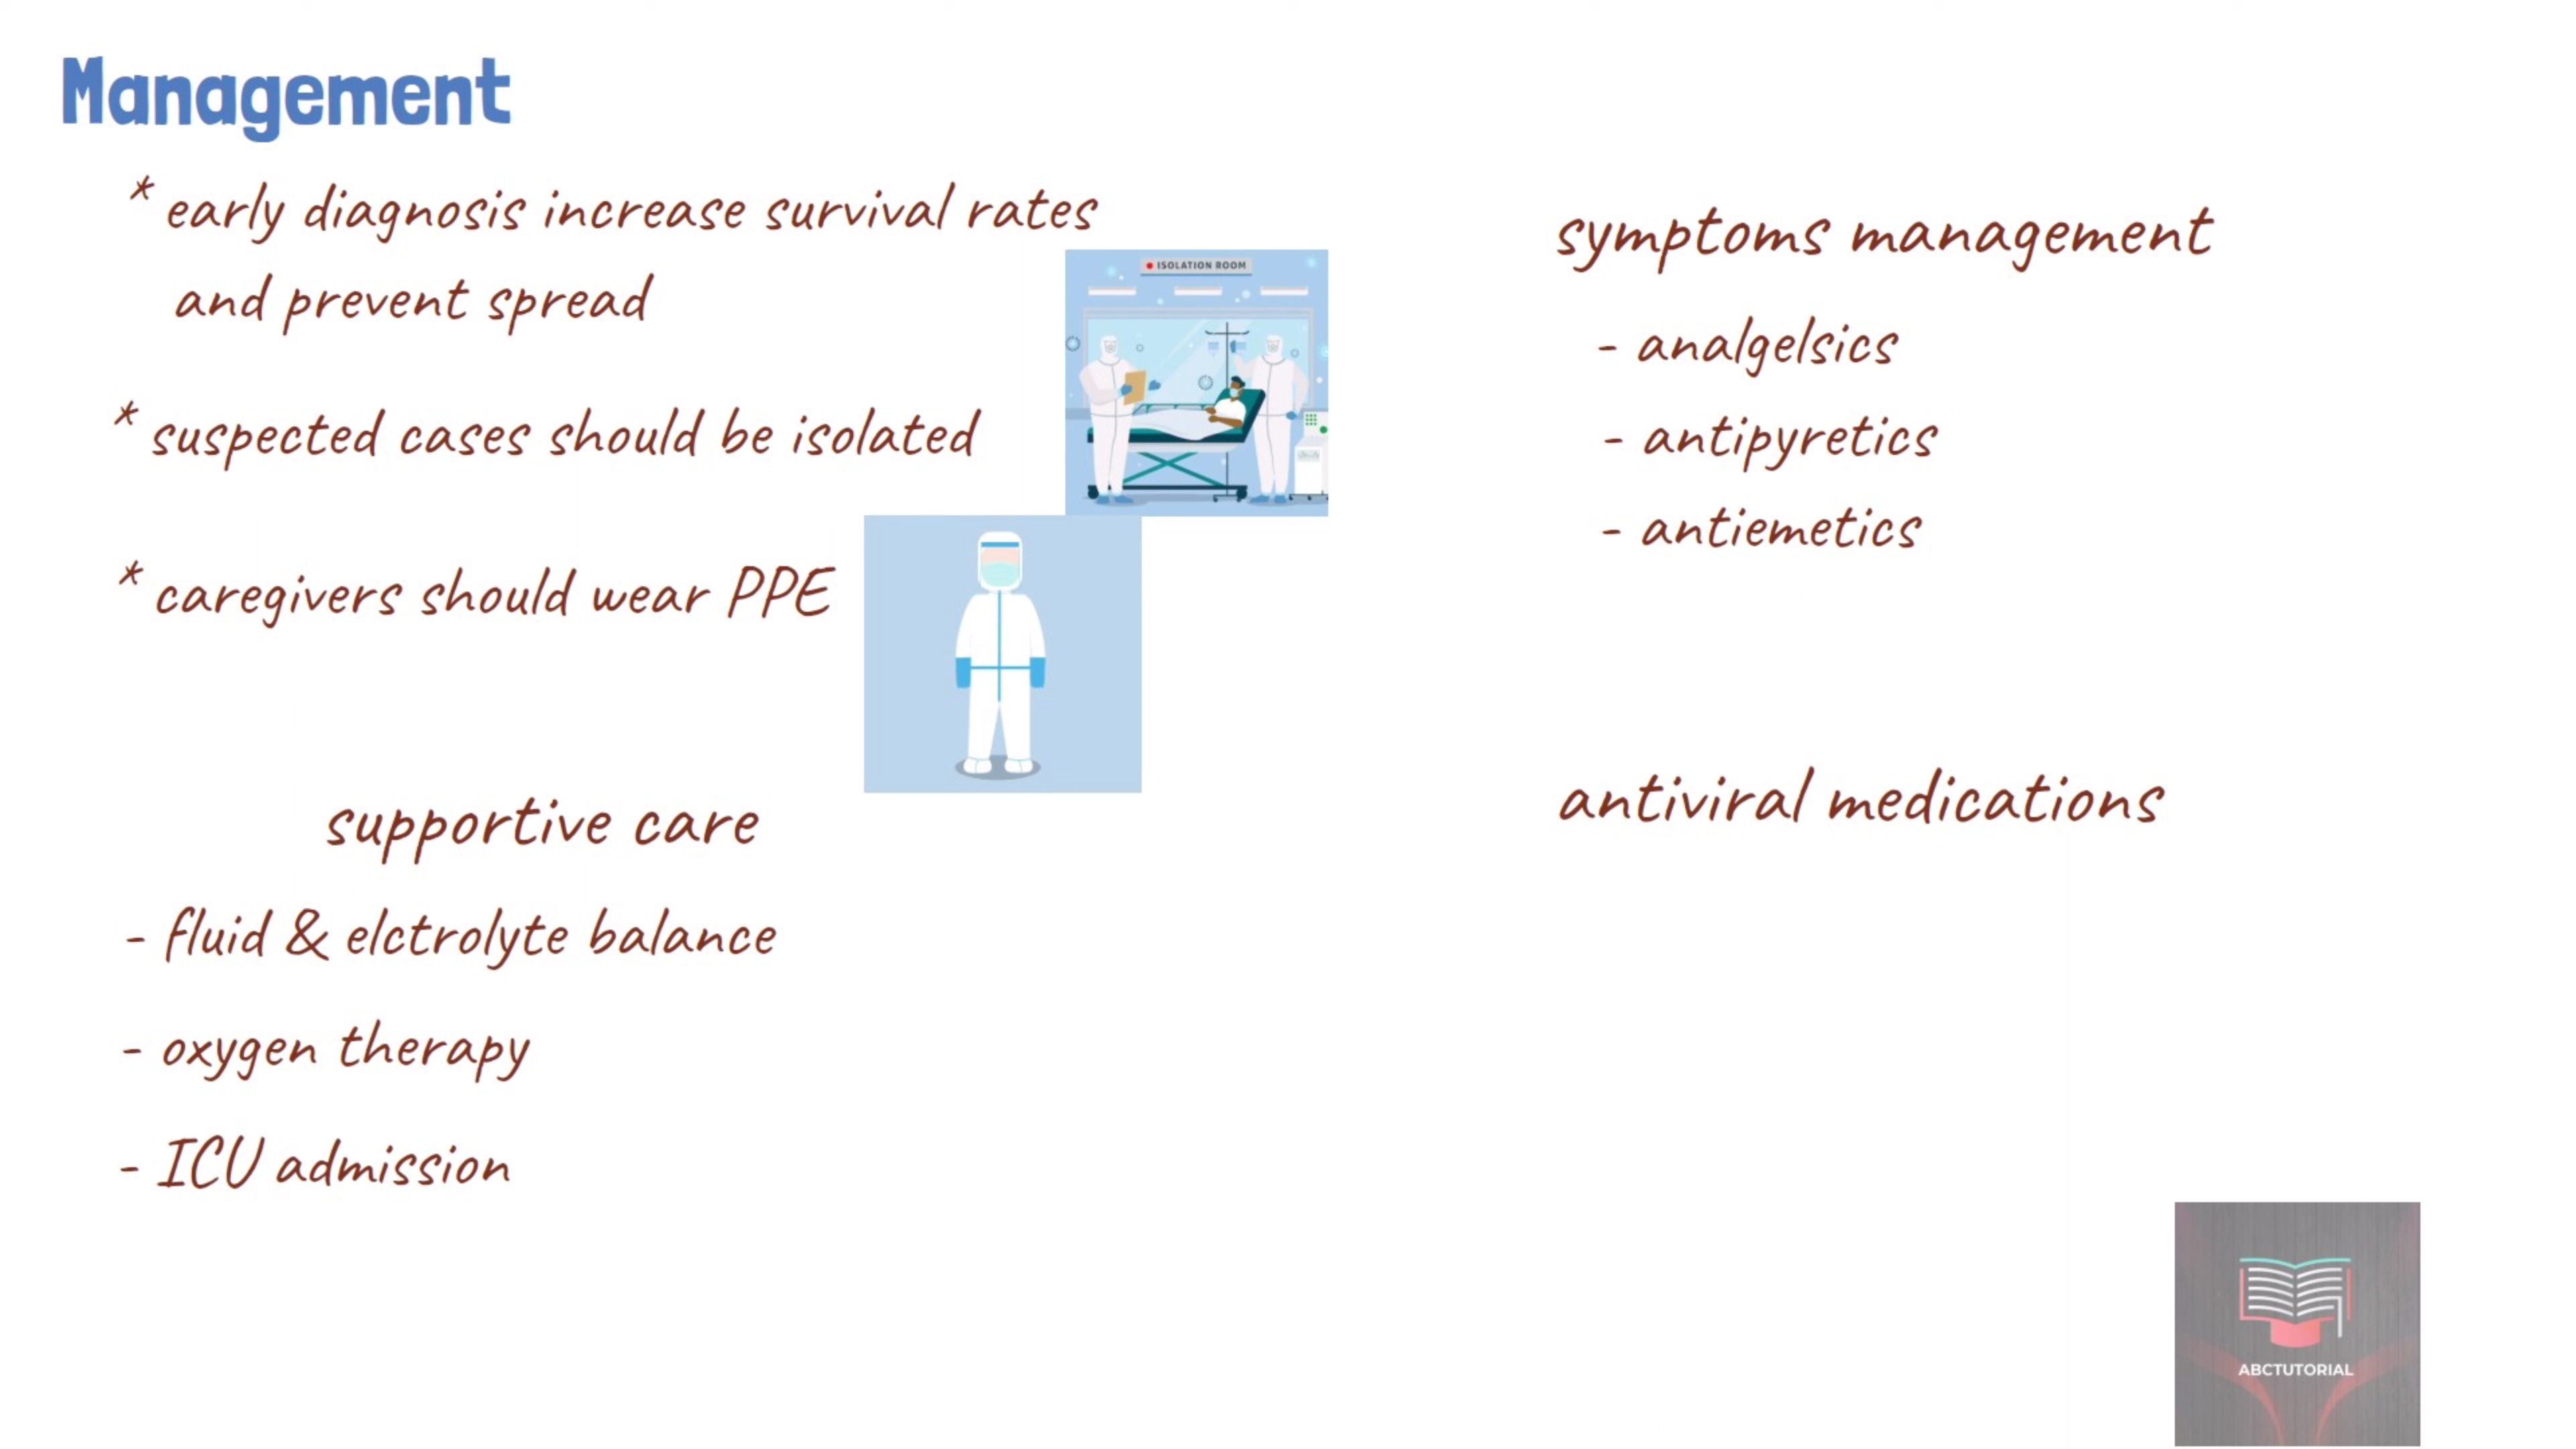 Management
* early diagnosis increase survival rates
and prevent spread
ISOLATION ROOM
* suspected cases should be isolated
* caregivers should wear PPE
supportive care
- fluid & elctrolyte balance
- oxygen therapy
- ICU admission
symptoms management
- analgelsics
- antipyretics
- antiemetics
antiviral medications
ABCTUTORIAL